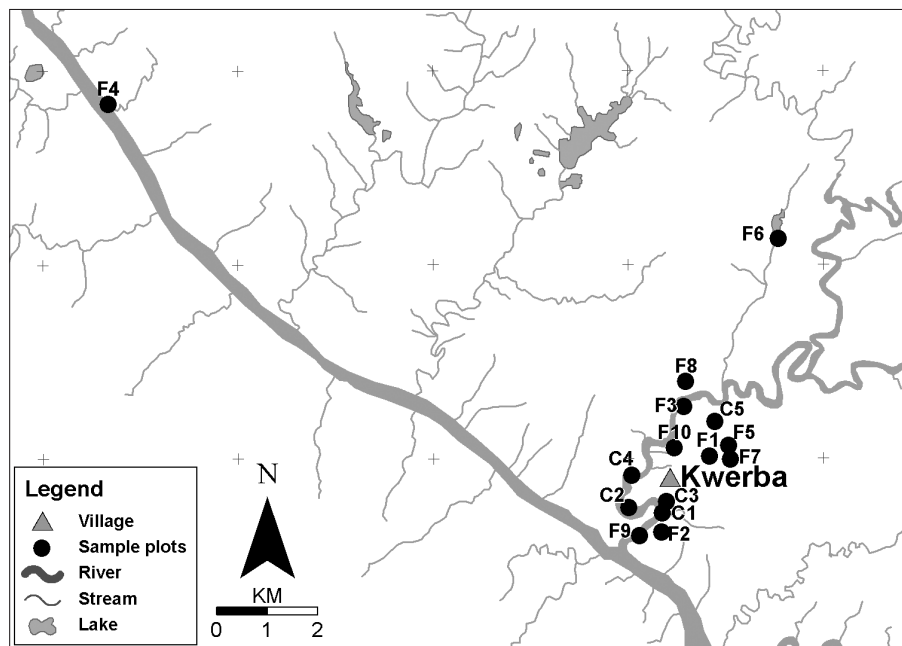 F4
F6
F8
F3
C5
F10
F1
F5
F7
C4
Kwerba
C2
C3
C1
F9
F2
Legend
Village
Sample plots
River
Stream
Lake
N
KM
0 1 2